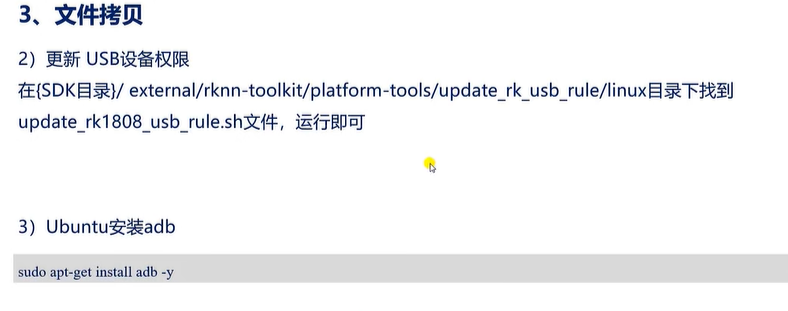 3、文件拷贝
2）更新 USB设备权限
在{SDK目录}/ external/rknn-toolkit/platform-tools/update_rk_usb_rule/linux目录下找到
update_rk1808_usb_rule.sh文件，运行即可
3）Ubuntu安装adb
sudo apt-get install adb -y